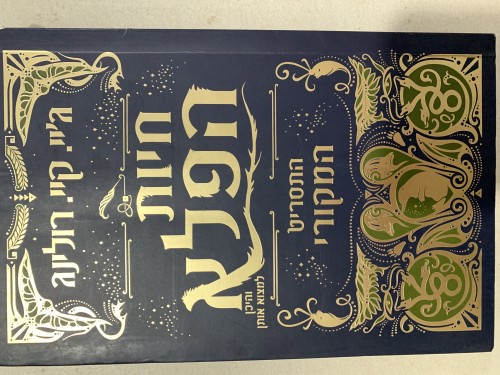 ג'יי. קיי. רולינג
חיות
הפלא
והיכן
למצוא אותן
התסריט
המקורי